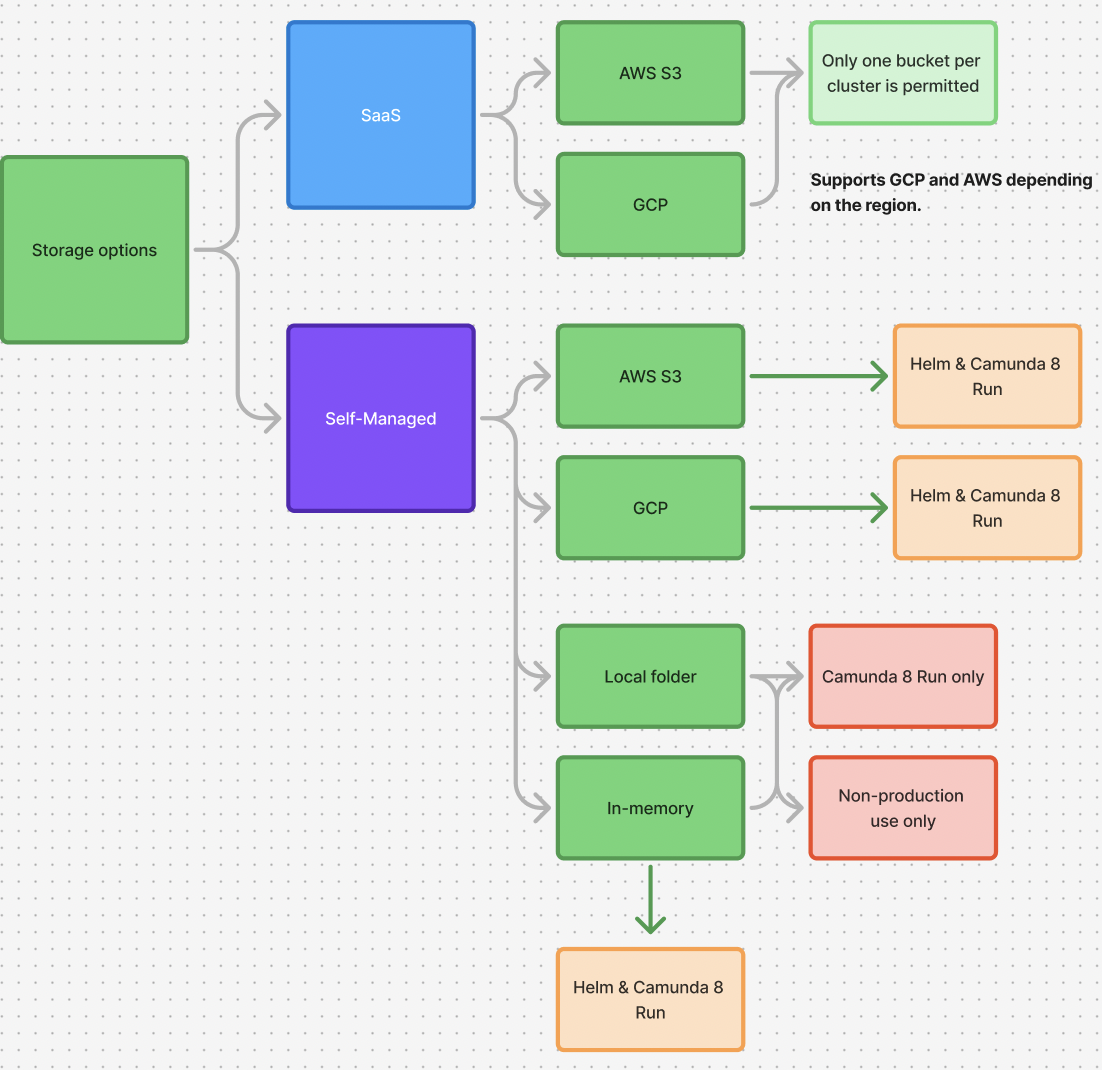 Storage options
SaaS
AWS S3
GCP
Only one bucket per
cluster is permitted
Supports GCP and AWS depending
on the region.
Self-Managed
AWS S3
Helm & Camunda 8
Run
GCP
Helm & Camunda 8
Run
Local folder
Camunda 8 Run only
In-memory
Non-production
use only
Helm & Camunda 8
Run